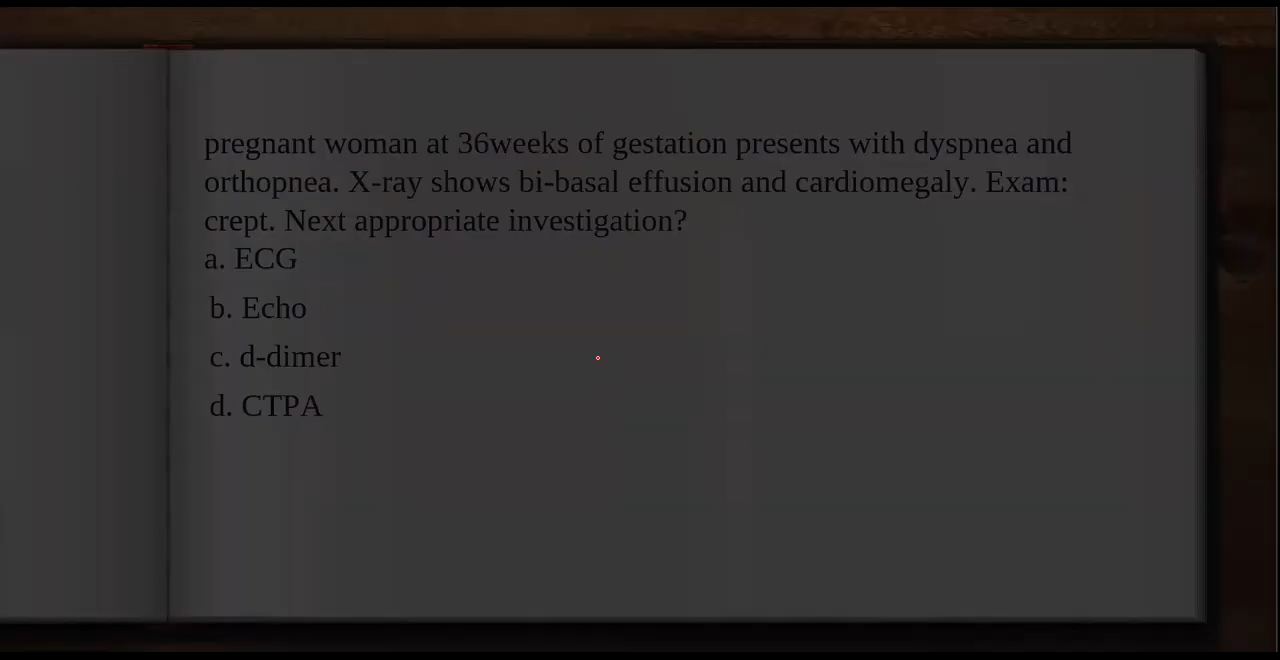 pregnant woman at 36weeks of gestation presents with dyspnea and
orthopnea. X-ray shows bi-basal effusion and cardiomegaly. Exam:
crept. Next appropriate investigation?
a. ECG
b. Echo
c. d-dimer
d. CTPA